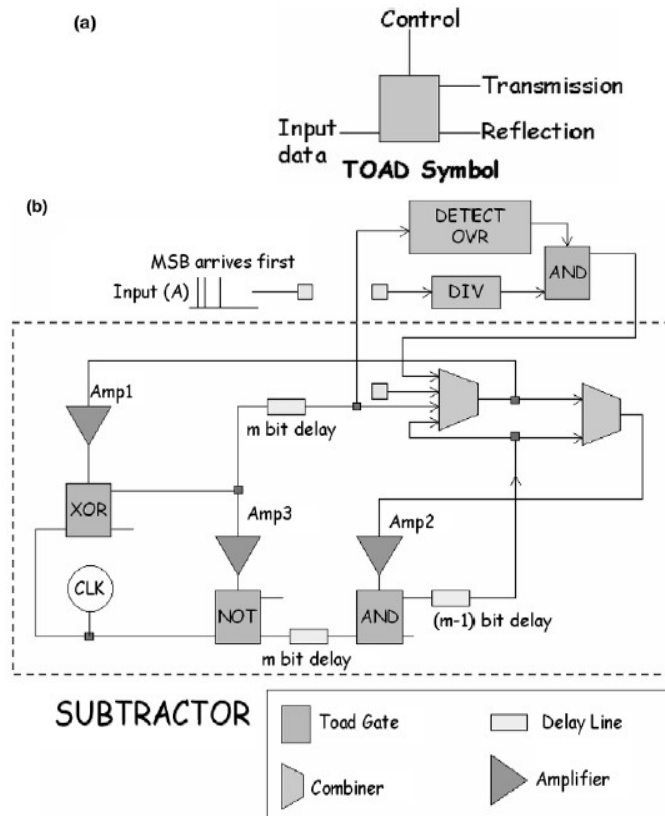 (a)
Control
Transmission
Input
data
Reflection
TOAD Symbol
(b)
DETECT
OVR
MSB arrives first
Input (A)
DIV
AND
Amp1
m bit delay
XOR
Amp3
Amp2
CLK
NOT
AND
(m-1) bit delay
m bit delay
SUBTRACTOR
Toad Gate
Delay Line
Combiner
Amplifier